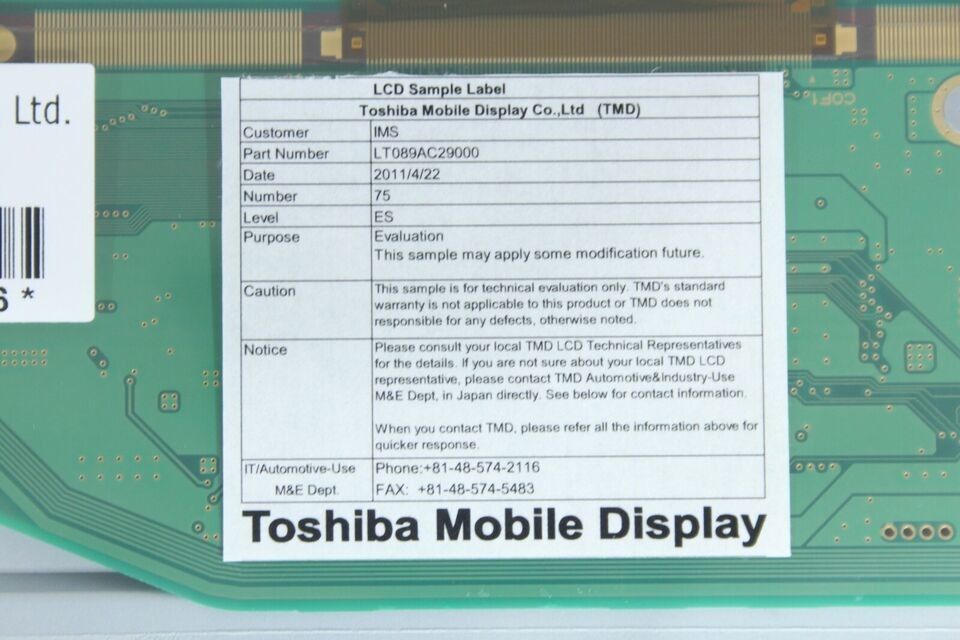 Ltd.
6 *
COF1
LCD Sample Label
Toshiba Mobile Display Co.,Ltd (TMD)
Customer IMS
Part Number LT089AC29000
Date 2011/4/22
Number 75
Level ES
Purpose Evaluation
This sample may apply some modification future.
Caution This sample is for technical evaluation only. TMD's standard
warranty is not applicable to this product or TMD does not
responsible for any defects, otherwise noted.
Notice Please consult your local TMD LCD Technical Representatives
for the details. If you are not sure about your local TMD LCD
representative, please contact TMD Automotive&Industry-Use
M&E Dept, in Japan directly. See below for contact information.
When you contact TMD, please refer all the information above for
quicker response.
IT/Automotive-Use Phone:+81-48-574-2116
M&E Dept. FAX: +81-48-574-5483
Toshiba Mobile Display